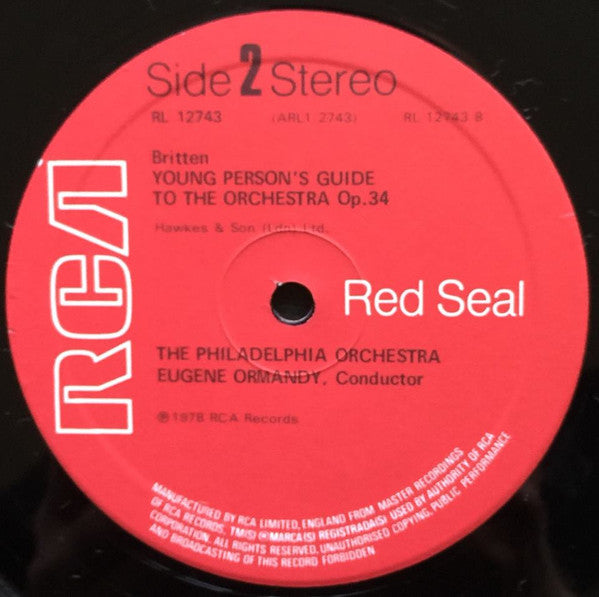 Side 2 Stereo
RL 12743 (ARL1 2743) RL 12743 B
Britten
YOUNG PERSON'S GUIDE
TO THE ORCHESTRA Op.34
Hawkes & Son (Ldn) Ltd.
RCA
Red Seal
THE PHILADELPHIA ORCHESTRA
EUGENE ORMANDY, Conductor
℗1978 RCA Records
MANUFACTURED BY RCA LIMITED, ENGLAND FROM MASTER RECORDINGS
OF RCA RECORDS, TM(S) ® MARCA(S) REGISTRADA(S) USED BY AUTHORITY OF RCA
CORPORATION. ALL RIGHTS RESERVED. UNAUTHORISED COPYING, PUBLIC PERFORMANCE
AND BROADCASTING OF THIS RECORD FORBIDDEN